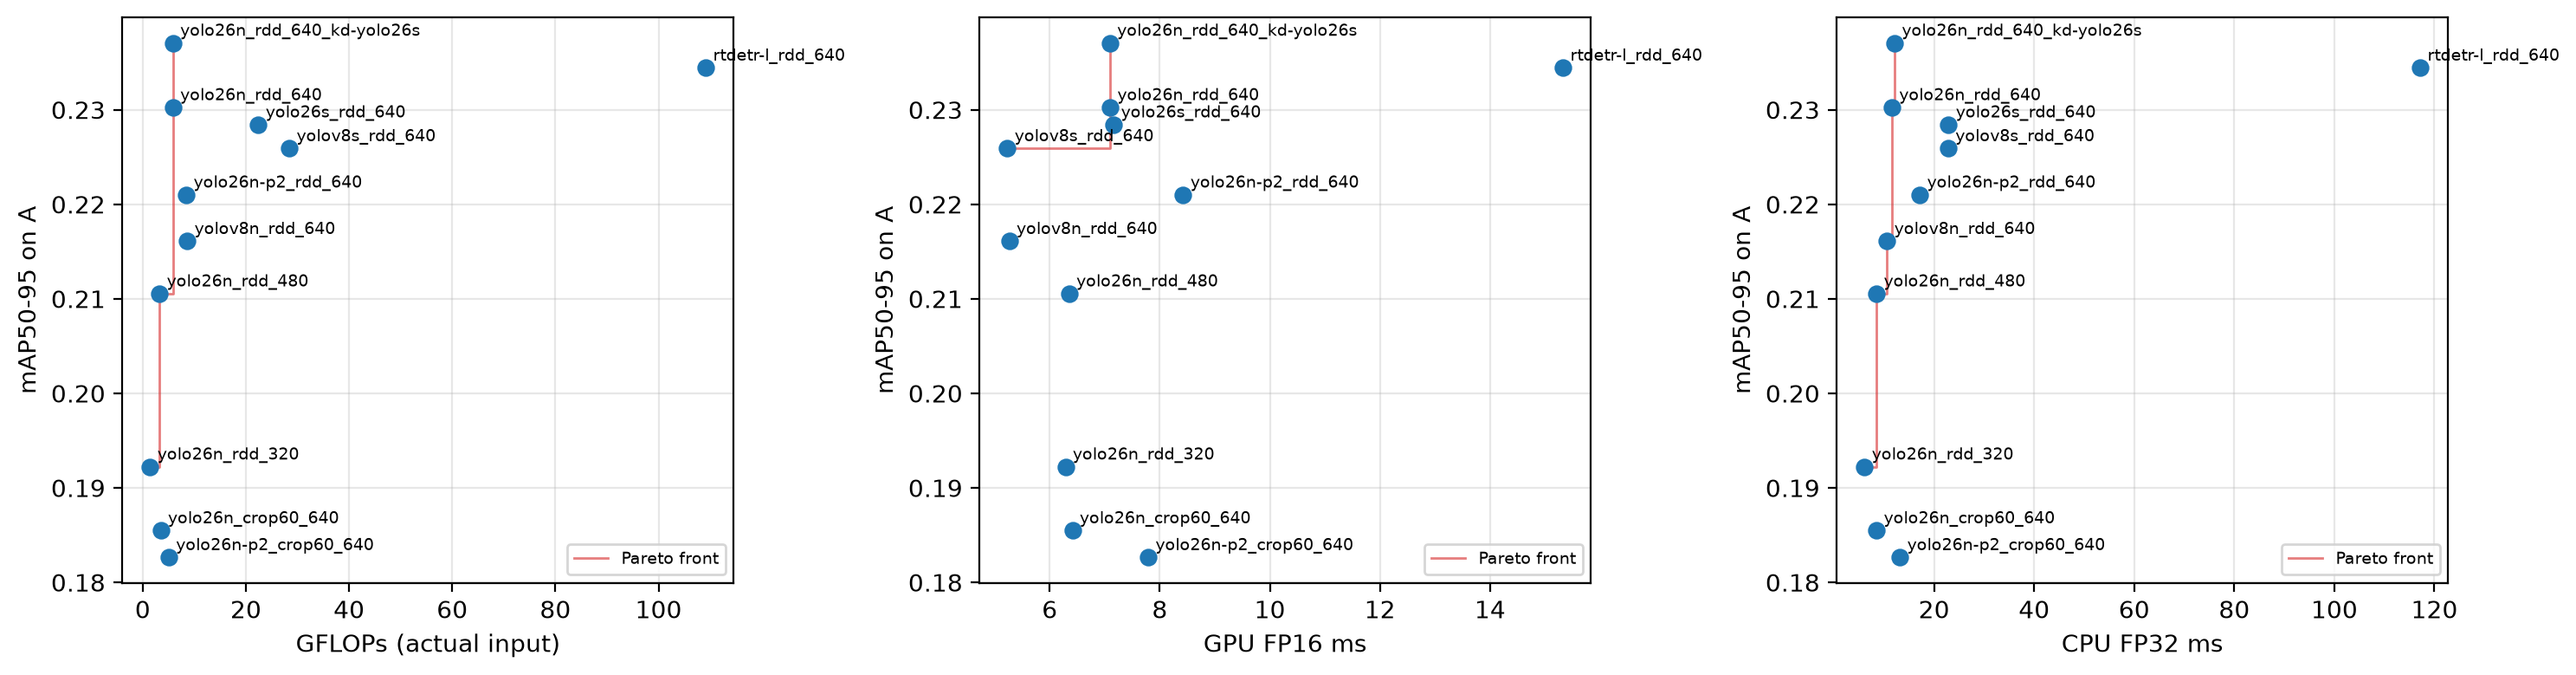 yolo26n_rdd_640_kd-yolo26s
rtdetr-l_rdd_640
yolo26n_rdd_640
yolo26s_rdd_640
yolov8s_rdd_640
yolo26n-p2_rdd_640
yolov8n_rdd_640
yolo26n_rdd_480
yolo26n_rdd_320
yolo26n_crop60_640
yolo26n-p2_crop60_640
Pareto front
0.23
0.22
0.21
0.20
0.19
0.18
mAP50-95 on A
0 20 40 60 80 100
GFLOPs (actual input)
yolo26n_rdd_640_kd-yolo26s
rtdetr-l_rdd_640
yolo26n_rdd_640
yolo26s_rdd_640
yolov8s_rdd_640
yolo26n-p2_rdd_640
yolov8n_rdd_640
yolo26n_rdd_480
yolo26n_rdd_320
yolo26n_crop60_640
yolo26n-p2_crop60_640
Pareto front
0.23
0.22
0.21
0.20
0.19
0.18
mAP50-95 on A
6 8 10 12 14
GPU FP16 ms
yolo26n_rdd_640_kd-yolo26s
rtdetr-l_rdd_640
yolo26n_rdd_640
yolo26s_rdd_640
yolov8s_rdd_640
yolo26n-p2_rdd_640
yolov8n_rdd_640
yolo26n_rdd_480
yolo26n_rdd_320
yolo26n_crop60_640
yolo26n-p2_crop60_640
Pareto front
0.23
0.22
0.21
0.20
0.19
0.18
mAP50-95 on A
20 40 60 80 100 120
CPU FP32 ms